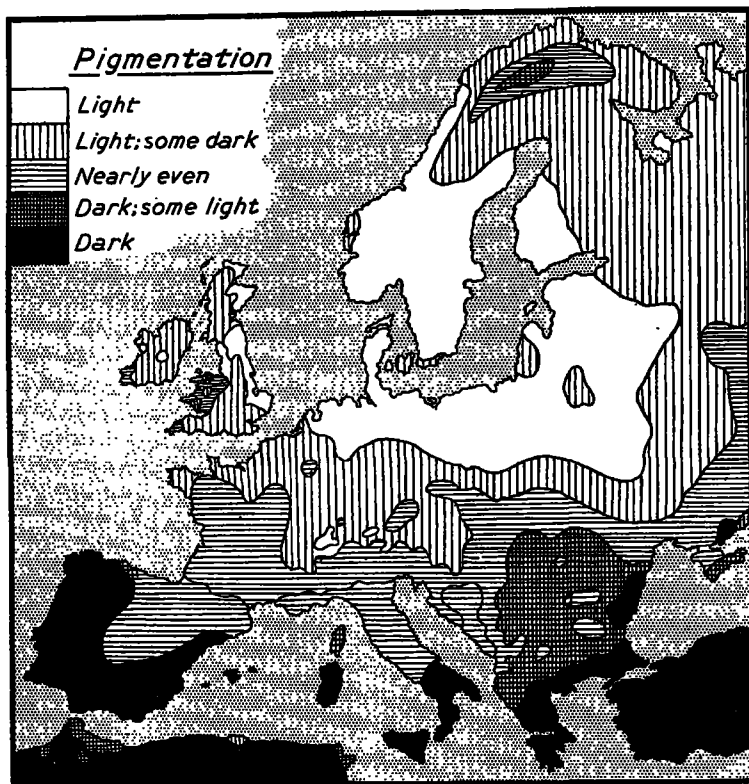 Pigmentation
Light
Light; some dark
Nearly even
Dark; some light
Dark